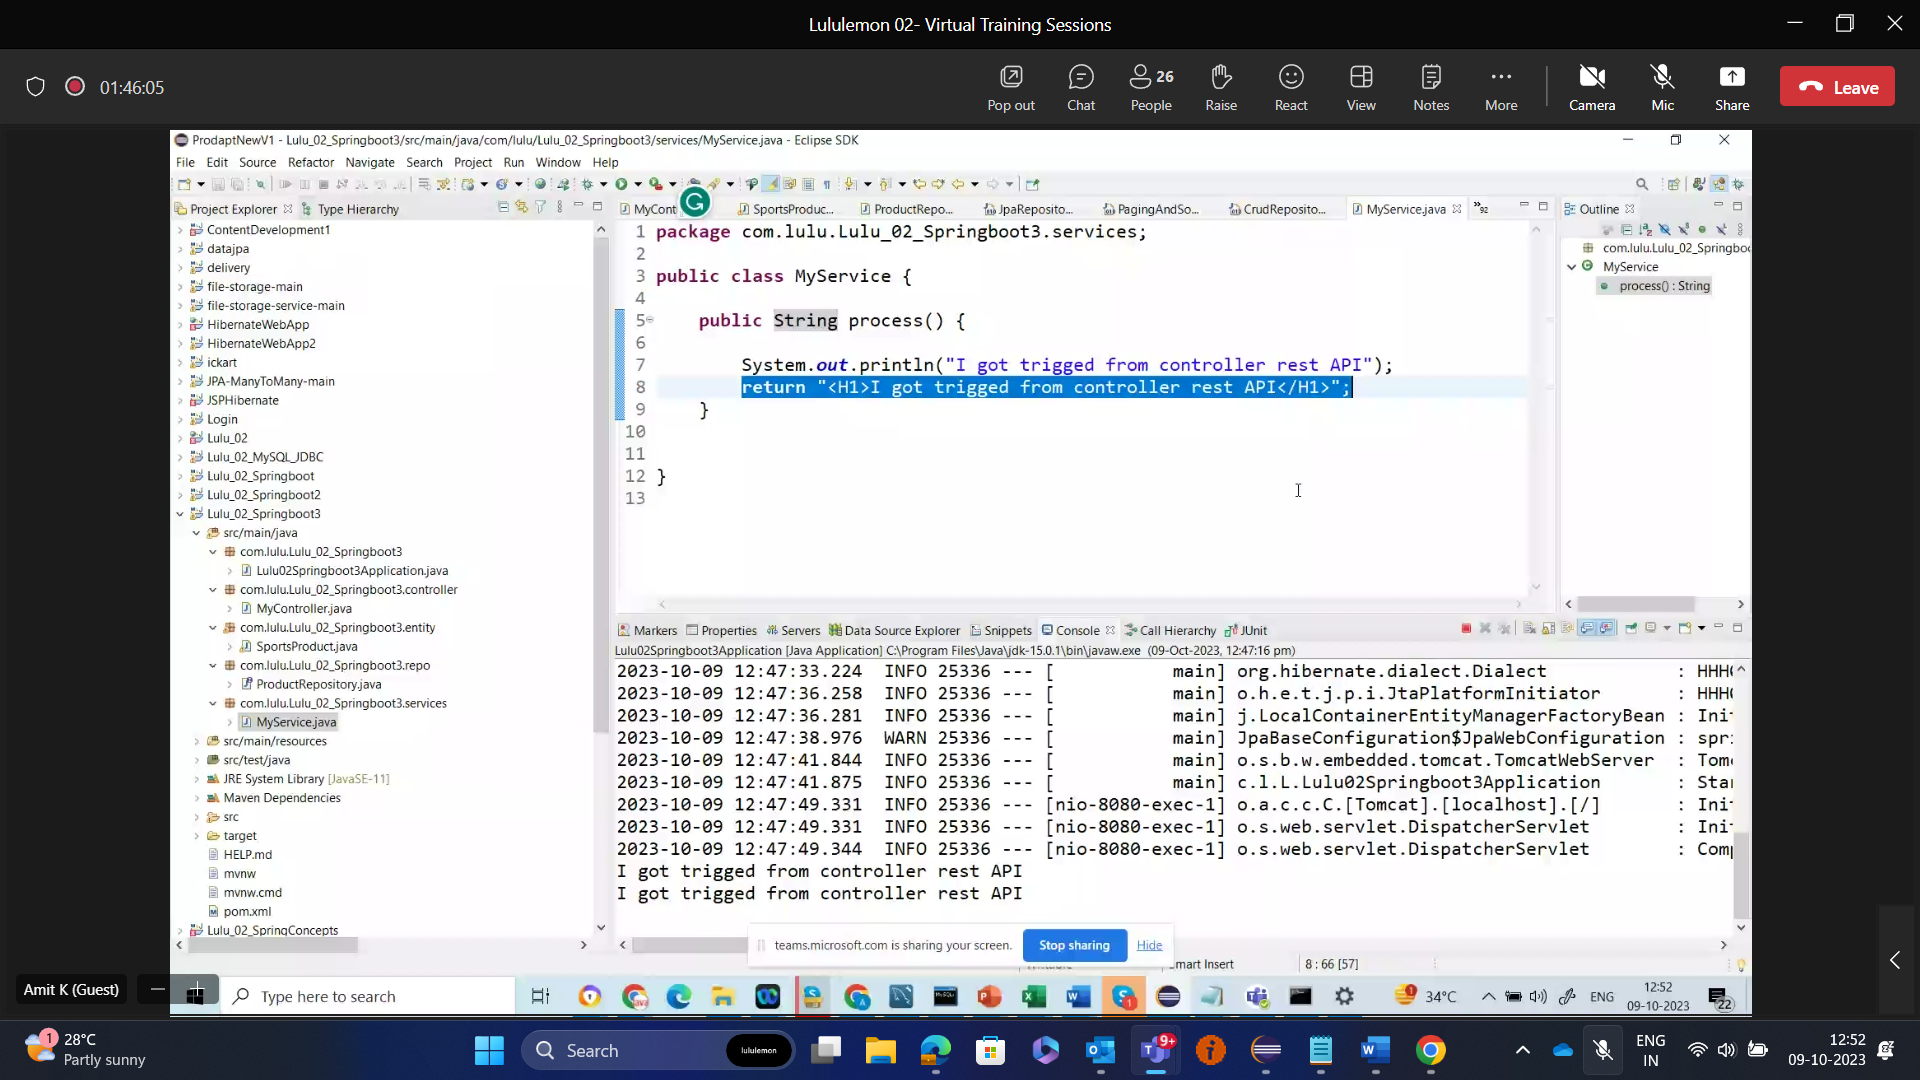 Lululemon 02- Virtual Training Sessions
01:46:05
Pop out
Chat
26
People
Raise
React
View
Notes
More
Camera
Mic
Share
Leave
ProdaptNewV1 - Lulu_02_Springboot3/src/main/java/com/lulu/Lulu_02_Springboot3/services/MyService.java - Eclipse SDK
File Edit Source Refactor Navigate Search Project Run Window Help
Project Explorer Type Hierarchy
ContentDevelopment1
datajpa
delivery
file-storage-main
file-storage-service-main
HibernateWebApp
HibernateWebApp2
ickart
JPA-ManyToMany-main
JSPHibernate
Login
Lulu_02
Lulu_02_MySQL_JDBC
Lulu_02_Springboot
Lulu_02_Springboot2
Lulu_02_Springboot3
src/main/java
com.lulu.Lulu_02_Springboot3
Lulu02Springboot3Application.java
com.lulu.Lulu_02_Springboot3.controller
MyController.java
com.lulu.Lulu_02_Springboot3.entity
SportsProduct.java
com.lulu.Lulu_02_Springboot3.repo
ProductRepository.java
com.lulu.Lulu_02_Springboot3.services
MyService.java
src/main/resources
src/test/java
JRE System Library [JavaSE-11]
Maven Dependencies
src
target
HELP.md
mvnw
mvnw.cmd
pom.xml
Lulu_02_SpringConcepts
MyCont G SportsProduc... ProductRepo... JpaReposito... PagingAndSo... CrudReposito... MyService.java »92
1 package com.lulu.Lulu_02_Springboot3.services;
2
3 public class MyService {
4
5 public String process() {
6
7 System.out.println("I got trigged from controller rest API");
8 return "<H1>I got trigged from controller rest API</H1>";
9 }
10
11
12 }
13
Outline
com.lulu.Lulu_02_Springboo
MyService
process() : String
Markers Properties Servers Data Source Explorer Snippets Console Call Hierarchy JUnit
Lulu02Springboot3Application [Java Application] C:\Program Files\Java\jdk-15.0.1\bin\javaw.exe (09-Oct-2023, 12:47:16 pm)
2023-10-09 12:47:33.224 INFO 25336 --- [ main] org.hibernate.dialect.Dialect : HHH
2023-10-09 12:47:36.258 INFO 25336 --- [ main] o.h.e.t.j.p.i.JtaPlatformInitiator : HHH
2023-10-09 12:47:36.281 INFO 25336 --- [ main] j.LocalContainerEntityManagerFactoryBean : Ini
2023-10-09 12:47:38.976 WARN 25336 --- [ main] JpaBaseConfiguration$JpaWebConfiguration : spr
2023-10-09 12:47:41.844 INFO 25336 --- [ main] o.s.b.w.embedded.tomcat.TomcatWebServer : Tom
2023-10-09 12:47:41.875 INFO 25336 --- [ main] c.l.L.Lulu02Springboot3Application : Sta
2023-10-09 12:47:49.331 INFO 25336 --- [nio-8080-exec-1] o.a.c.c.C.[Tomcat].[localhost].[/] : Ini
2023-10-09 12:47:49.331 INFO 25336 --- [nio-8080-exec-1] o.s.web.servlet.DispatcherServlet : Ini
2023-10-09 12:47:49.344 INFO 25336 --- [nio-8080-exec-1] o.s.web.servlet.DispatcherServlet : Com
I got trigged from controller rest API
I got trigged from controller rest API
teams.microsoft.com is sharing your screen. Stop sharing Hide
mart Insert 8 : 66 [57]
Amit K (Guest)
Type here to search
34°C ENG 12:52
09-10-2023 22
1 28°C
Partly sunny
Search lululemon
9+
ENG
IN
12:52
09-10-2023